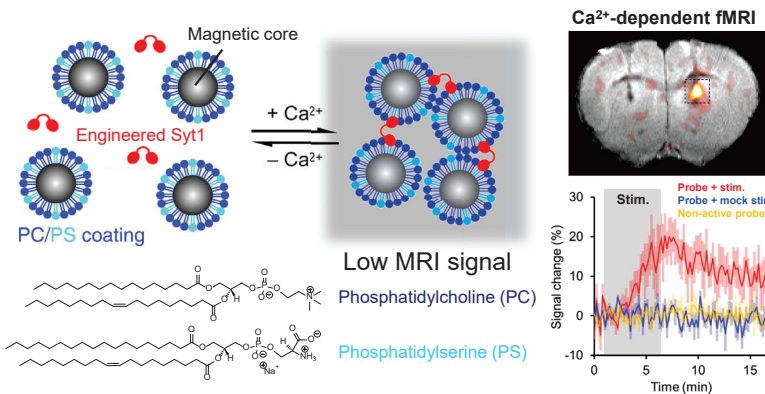 Magnetic core
Engineered Syt1
PC/PS coating
+ Ca²⁺
– Ca²⁺
Low MRI signal
O
O
O
O
H
O
P
O
O⊖
O
N⊕
Phosphatidylcholine (PC)
O
O
O
O
H
O
P
O
O⊖
O
H
O
O⊖
NH₃
⊕
⊕
Na⁺
Phosphatidylserine (PS)
Ca²⁺-dependent fMRI
Stim.
Probe + stim.
Probe + mock stim
Non-active probe
Signal change (%)
30
20
10
0
-10
0
5
10
15
Time (min)